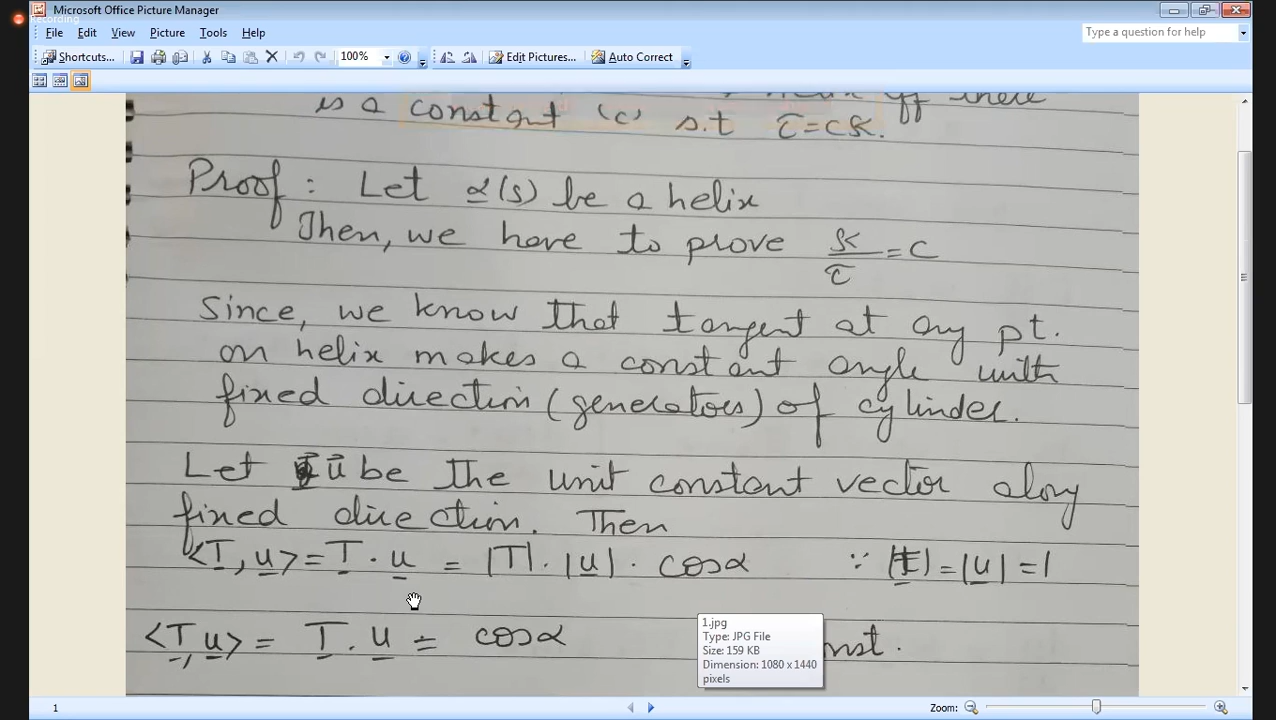 Recording
Microsoft Office Picture Manager
File Edit View Picture Tools Help
Type a question for help
Shortcuts... 100% Edit Pictures... Auto Correct
iff there
is a constant (c) s.t τ=cκ.
Proof : Let α(s) be a helix
Then, we have to prove κ/τ = c
Since, we know that tangent at any pt.
on helix makes a constant angle with
fixed direction (generators) of cylinder.
Let u⃗ be the unit constant vector along
fixed direction. Then
<T, u> = T . u = |T| . |u| . cosα ∵ |t| = |u| = 1
<T, u> = T . u = cosα nst.
1.jpg
Type: JPG File
Size: 159 KB
Dimension: 1080 x 1440
pixels
1 Zoom: